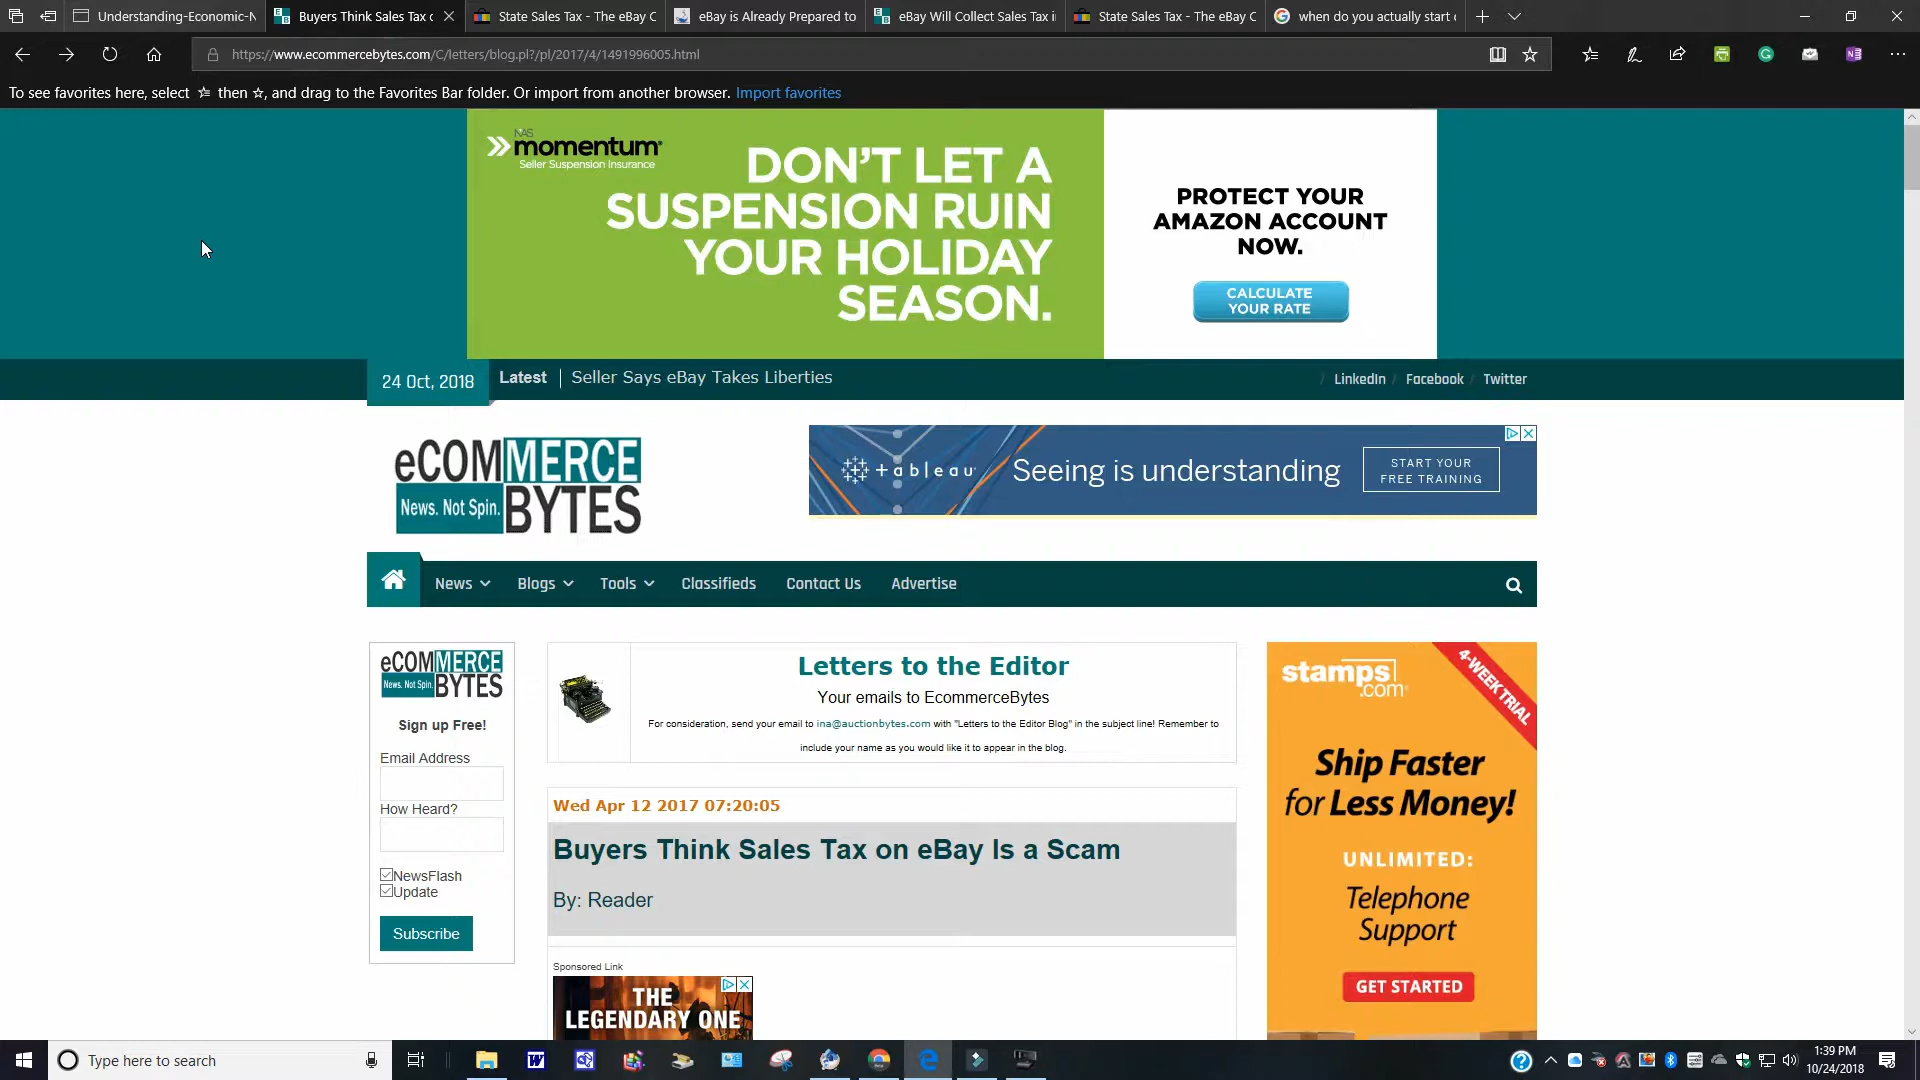 Understanding-Economic-N
Buyers Think Sales Tax o
State Sales Tax - The eBay C
eBay is Already Prepared to
eBay Will Collect Sales Tax i
State Sales Tax - The eBay C
when do you actually start c
https://www.ecommercebytes.com/C/letters/blog.pl?/pl/2017/4/1491996005.html
To see favorites here, select then , and drag to the Favorites Bar folder. Or import from another browser. Import favorites
NAS
momentum
Seller Suspension Insurance
DON'T LET A
SUSPENSION RUIN
YOUR HOLIDAY
SEASON.
PROTECT YOUR
AMAZON ACCOUNT
NOW.
CALCULATE
YOUR RATE
24 Oct, 2018
Latest | Seller Says eBay Takes Liberties
/ LinkedIn / Facebook / Twitter
eCOMMERCE
News. Not Spin. BYTES
+ableau
Seeing is understanding
START YOUR
FREE TRAINING
News Blogs Tools Classifieds Contact Us Advertise
eCOMMERCE
News. Not Spin. BYTES
Sign up Free!
Email Address
How Heard?
NewsFlash
Update
Subscribe
Letters to the Editor
Your emails to EcommerceBytes
For consideration, send your email to ina@auctionbytes.com with "Letters to the Editor Blog" in the subject line! Remember to
include your name as you would like it to appear in the blog.
Wed Apr 12 2017 07:20:05
Buyers Think Sales Tax on eBay Is a Scam
By: Reader
Sponsored Link
THE
LEGENDARY ONE
stamps.com
4-WEEK TRIAL
Ship Faster
for Less Money!
UNLIMITED:
Telephone
Support
GET STARTED
Type here to search
1:39 PM
10/24/2018